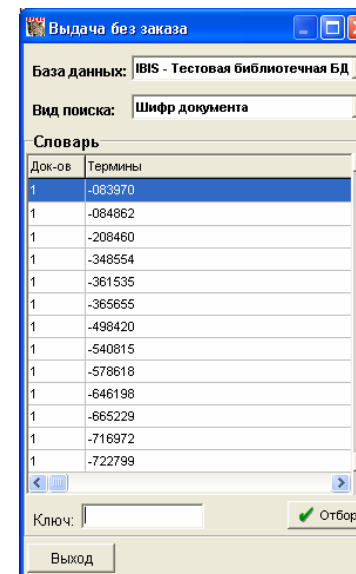 Выдача без заказа
База данных: IBIS - Тестовая библиотечная БД
Вид поиска: Шифр документа
Словарь
Док-ов Термины
1 -083970
1 -084862
1 -208460
1 -348554
1 -361535
1 -365655
1 -498420
1 -540815
1 -578618
1 -646198
1 -665229
1 -716972
1 -722799
Ключ: Отбор
Выход